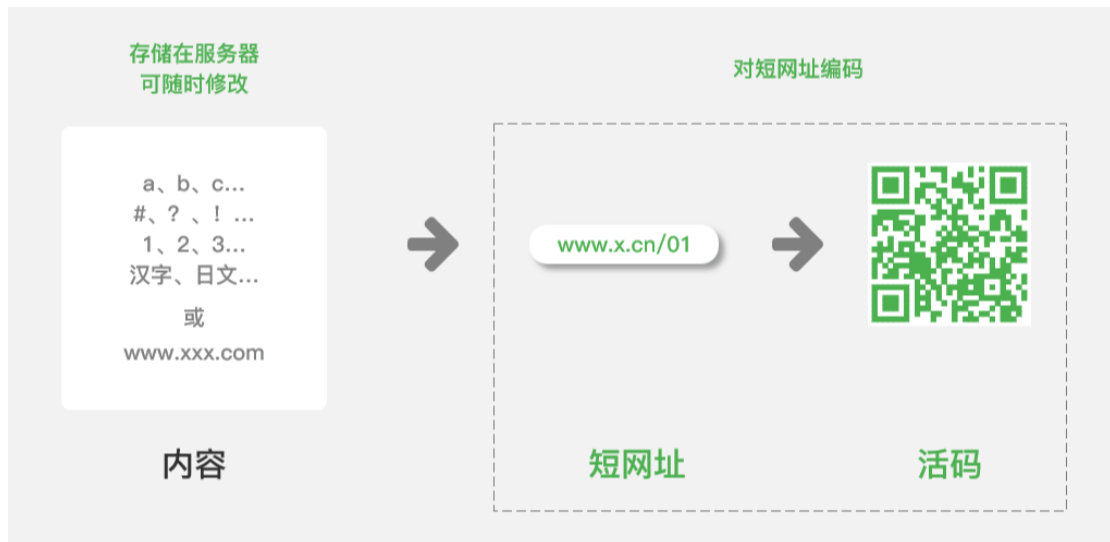 存储在服务器
可随时修改
a、b、c...
#、? 、! ...
1、2、3...
汉字、日文...
或
www.xxx.com
内容
对短网址编码
www.x.cn/01
短网址
活码